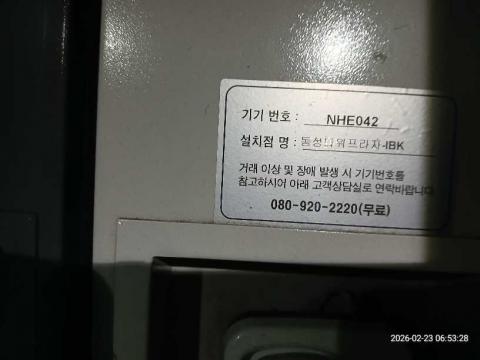 기기 번호 : NHE042
설치점 명 : 동성타워프라자-IBK
거래 이상 및 장애 발생 시 기기번호를
참고하시어 아래 고객상담실로 연락바랍니다
080-920-2220(무료)
2026-02-23 06:53:28